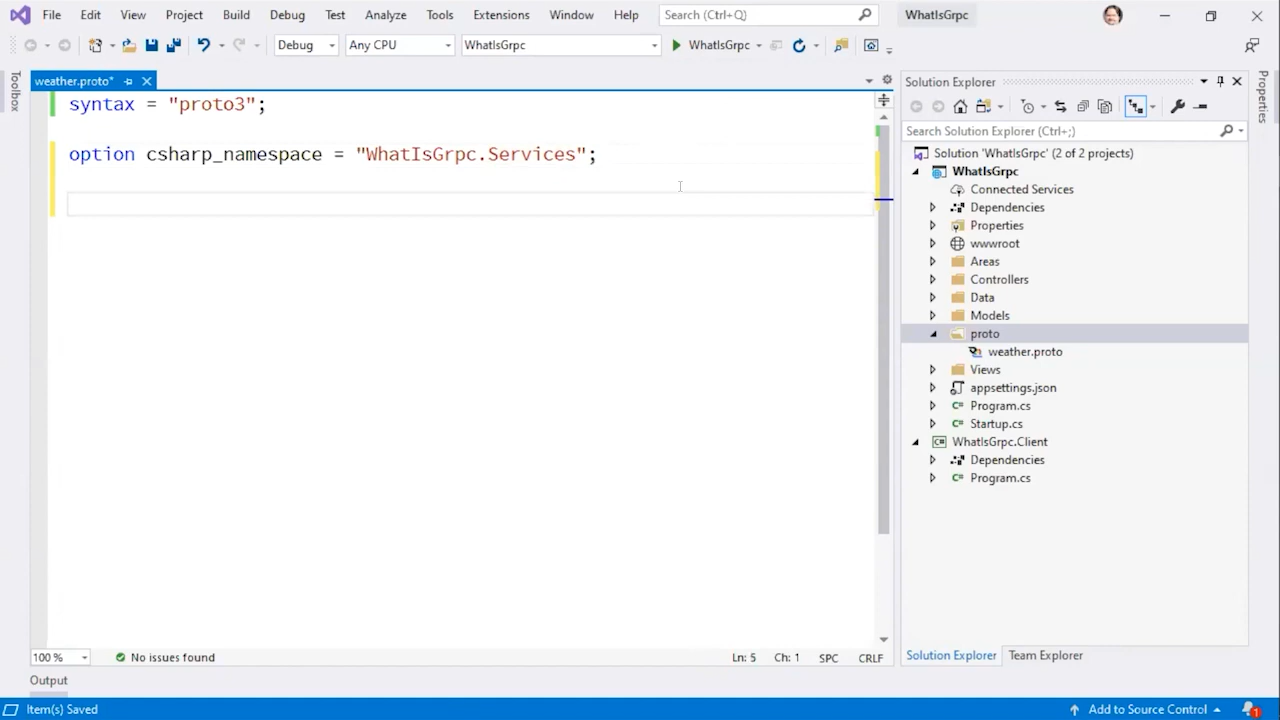 File Edit View Project Build Debug Test Analyze Tools Extensions Window Help Search (Ctrl+Q) WhatIsGrpc
Debug Any CPU WhatIsGrpc WhatIsGrpc
Toolbox
weather.proto*
syntax = "proto3";
option csharp_namespace = "WhatIsGrpc.Services";
100 % No issues found Ln: 5 Ch: 1 SPC CRLF
Output
Solution Explorer
Search Solution Explorer (Ctrl+;)
Solution 'WhatIsGrpc' (2 of 2 projects)
WhatIsGrpc
Connected Services
Dependencies
Properties
wwwroot
Areas
Controllers
Data
Models
proto
weather.proto
Views
appsettings.json
C# Program.cs
C# Startup.cs
C# WhatIsGrpc.Client
Dependencies
C# Program.cs
Solution Explorer Team Explorer
Properties
Item(s) Saved Add to Source Control 1